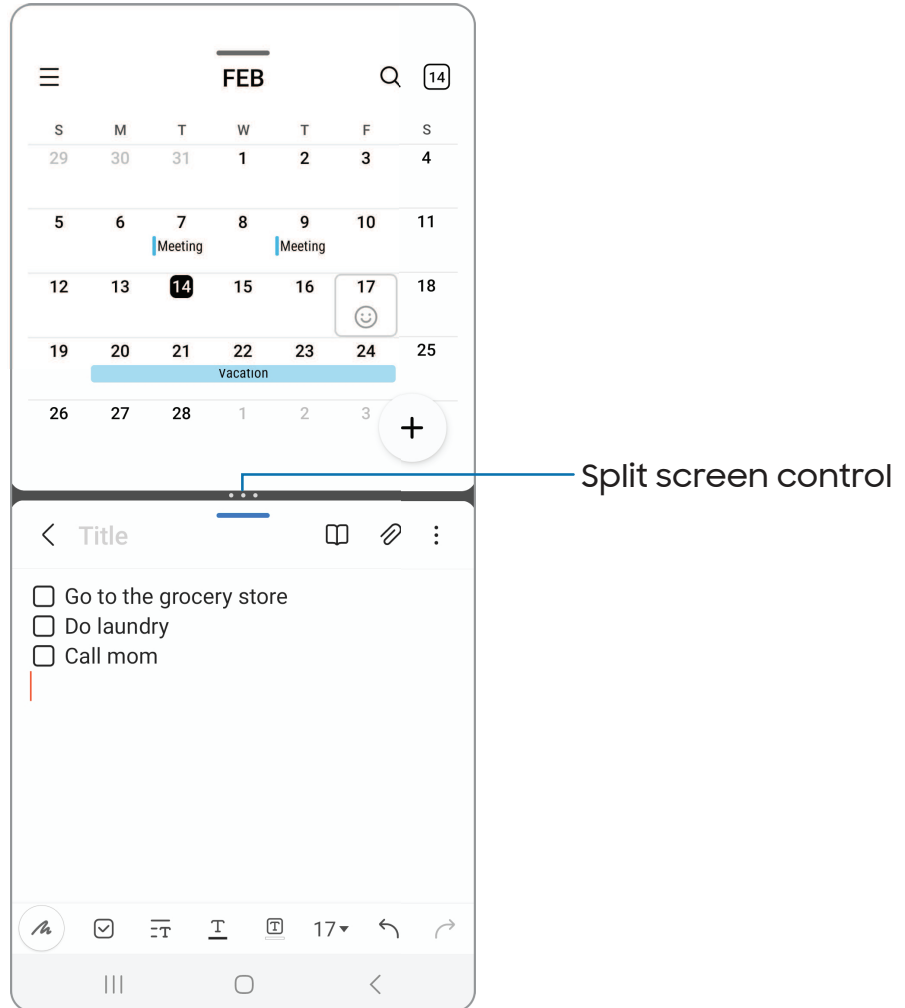 FEB
14
S M T W T F S
29 30 31 1 2 3 4
5 6 7 8 9 10 11
Meeting Meeting
12 13 14 15 16 17 18
19 20 21 22 23 24 25
Vacation
26 27 28 1 2 3
Split screen control
Title
Go to the grocery store
Do laundry
Call mom
T T T 17